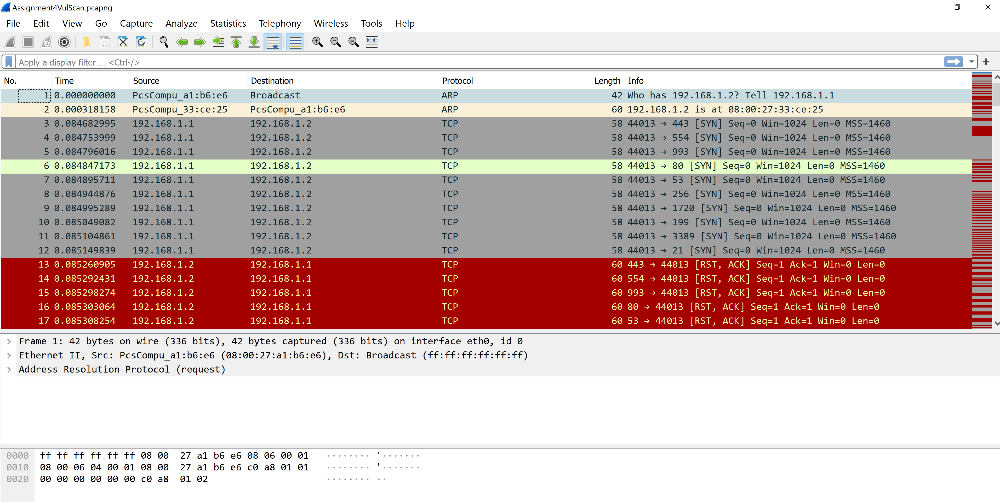 Assignment4VulScan.pcapng
File Edit View Go Capture Analyze Statistics Telephony Wireless Tools Help
Apply a display filter ... <Ctrl-/>
No. Time Source Destination Protocol Length Info
1 0.000000000 PcsCompu_a1:b6:e6 Broadcast ARP 42 Who has 192.168.1.2? Tell 192.168.1.1
2 0.000318158 PcsCompu_33:ce:25 PcsCompu_a1:b6:e6 ARP 60 192.168.1.2 is at 08:00:27:33:ce:25
3 0.084682995 192.168.1.1 192.168.1.2 TCP 58 44013 → 443 [SYN] Seq=0 Win=1024 Len=0 MSS=1460
4 0.084753999 192.168.1.1 192.168.1.2 TCP 58 44013 → 554 [SYN] Seq=0 Win=1024 Len=0 MSS=1460
5 0.084796016 192.168.1.1 192.168.1.2 TCP 58 44013 → 993 [SYN] Seq=0 Win=1024 Len=0 MSS=1460
6 0.084847173 192.168.1.1 192.168.1.2 TCP 58 44013 → 80 [SYN] Seq=0 Win=1024 Len=0 MSS=1460
7 0.084895711 192.168.1.1 192.168.1.2 TCP 58 44013 → 53 [SYN] Seq=0 Win=1024 Len=0 MSS=1460
8 0.084944876 192.168.1.1 192.168.1.2 TCP 58 44013 → 256 [SYN] Seq=0 Win=1024 Len=0 MSS=1460
9 0.084995289 192.168.1.1 192.168.1.2 TCP 58 44013 → 1720 [SYN] Seq=0 Win=1024 Len=0 MSS=1460
10 0.085049082 192.168.1.1 192.168.1.2 TCP 58 44013 → 199 [SYN] Seq=0 Win=1024 Len=0 MSS=1460
11 0.085104861 192.168.1.1 192.168.1.2 TCP 58 44013 → 3389 [SYN] Seq=0 Win=1024 Len=0 MSS=1460
12 0.085149839 192.168.1.1 192.168.1.2 TCP 58 44013 → 21 [SYN] Seq=0 Win=1024 Len=0 MSS=1460
13 0.085260905 192.168.1.2 192.168.1.1 TCP 60 443 → 44013 [RST, ACK] Seq=1 Ack=1 Win=0 Len=0
14 0.085292431 192.168.1.2 192.168.1.1 TCP 60 554 → 44013 [RST, ACK] Seq=1 Ack=1 Win=0 Len=0
15 0.085298274 192.168.1.2 192.168.1.1 TCP 60 993 → 44013 [RST, ACK] Seq=1 Ack=1 Win=0 Len=0
16 0.085303064 192.168.1.2 192.168.1.1 TCP 60 80 → 44013 [RST, ACK] Seq=1 Ack=1 Win=0 Len=0
17 0.085308254 192.168.1.2 192.168.1.1 TCP 60 53 → 44013 [RST, ACK] Seq=1 Ack=1 Win=0 Len=0
Frame 1: 42 bytes on wire (336 bits), 42 bytes captured (336 bits) on interface eth0, id 0
Ethernet II, Src: PcsCompu_a1:b6:e6 (08:00:27:a1:b6:e6), Dst: Broadcast (ff:ff:ff:ff:ff:ff)
Address Resolution Protocol (request)
0000 ff ff ff ff ff ff 08 00 27 a1 b6 e6 08 06 00 01 ········ '·······
0010 08 00 06 04 00 01 08 00 27 a1 b6 e6 c0 a8 01 01 ········ '·······
0020 00 00 00 00 00 00 c0 a8 01 02 ········ ··